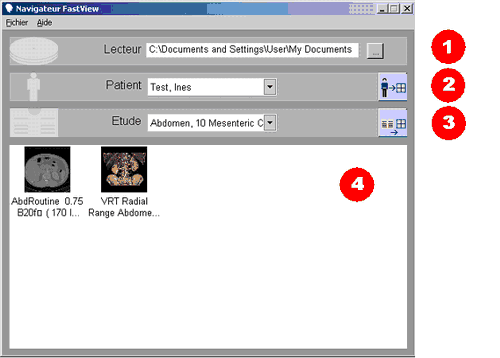 Navigateur FastView
Fichier Aide
Lecteur C:\Documents and Settings\User\My Documents ...
1
Patient Test, Ines
2
Etude Abdomen, 10 Mesenteric C
3
4
AbdRoutine 0.75
B20f□ ( 170 I...
VRT Radial
Range Abdome...